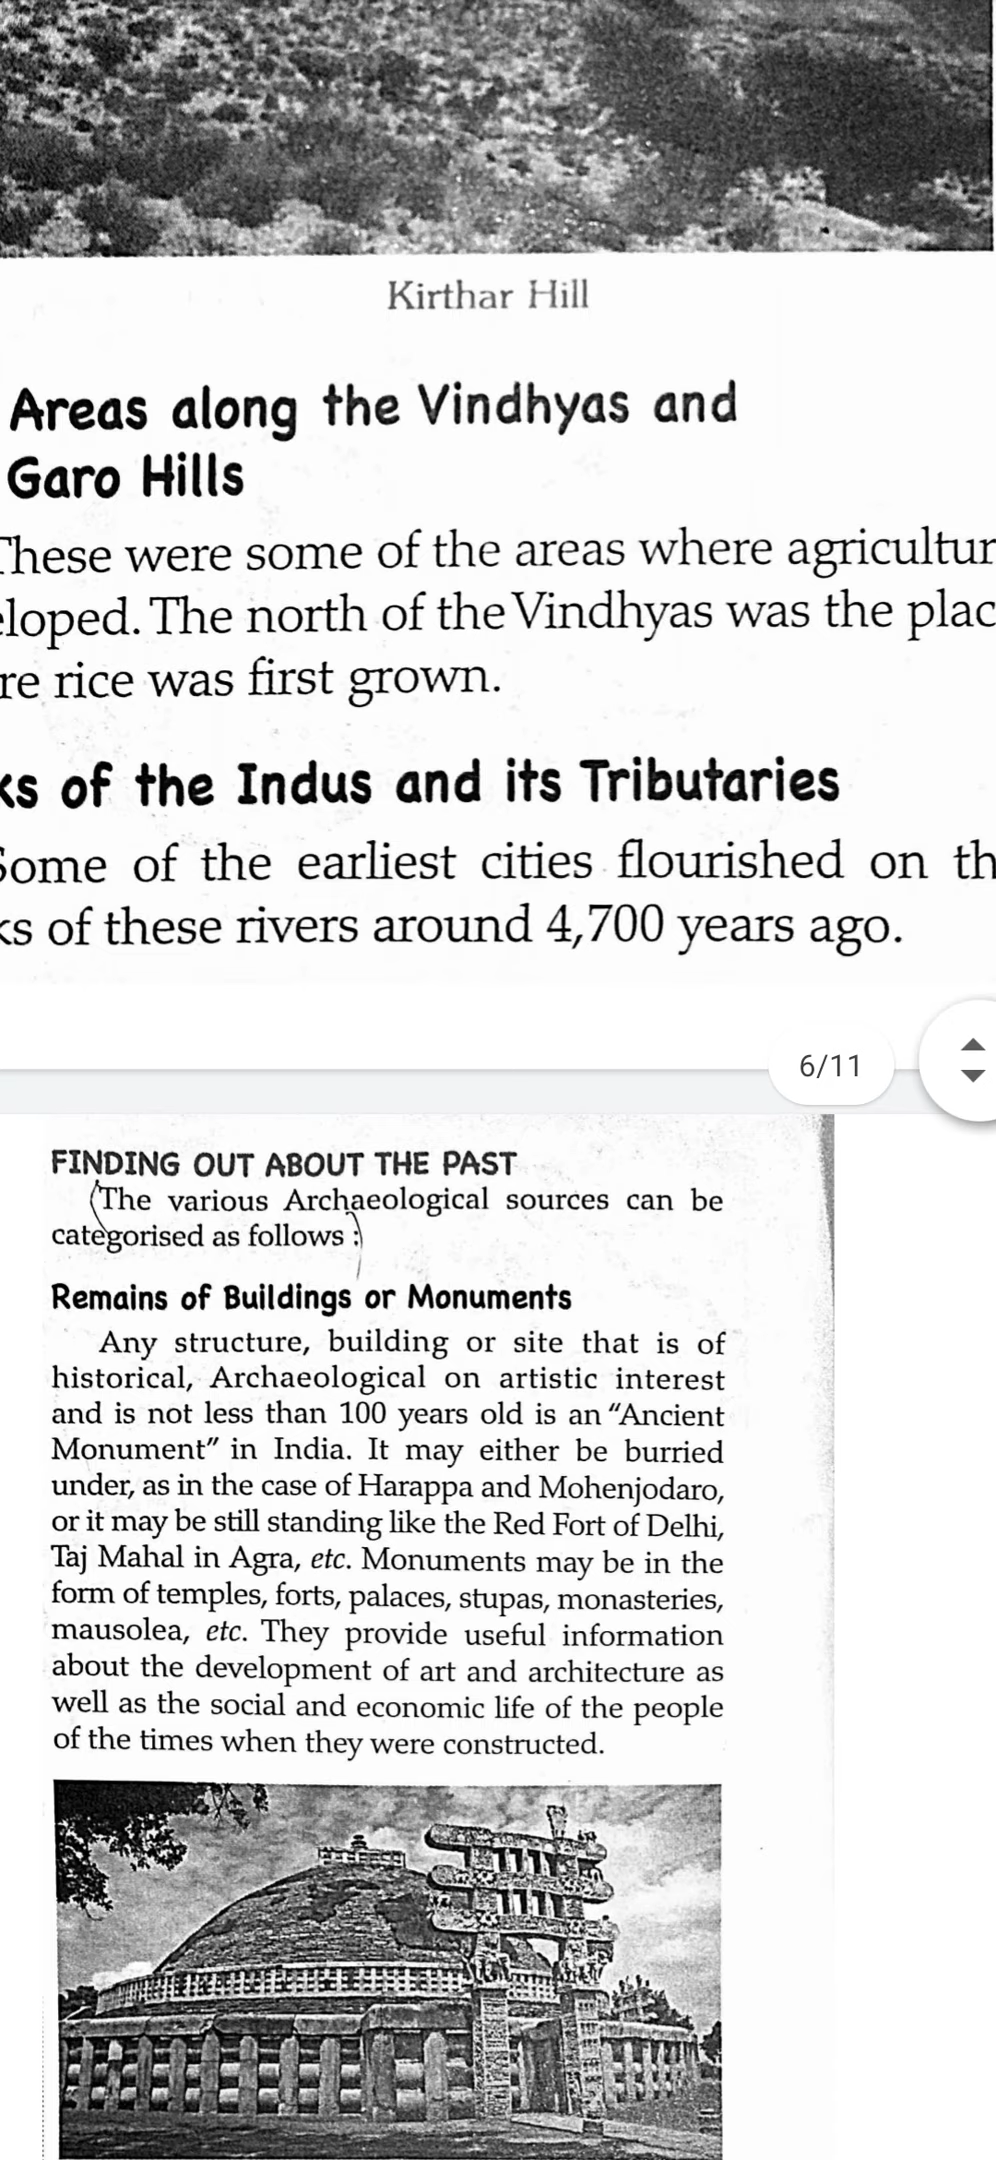 Kirthar Hill
Areas along the Vindhyas and
Garo Hills
These were some of the areas where agricultur
eloped. The north of the Vindhyas was the plac
re rice was first grown.
ks of the Indus and its Tributaries
Some of the earliest cities flourished on th
ks of these rivers around 4,700 years ago.
6/11
FINDING OUT ABOUT THE PAST
(The various Archaeological sources can be
categorised as follows :)
Remains of Buildings or Monuments
Any structure, building or site that is of
historical, Archaeological on artistic interest
and is not less than 100 years old is an "Ancient
Monument" in India. It may either be burried
under, as in the case of Harappa and Mohenjodaro,
or it may be still standing like the Red Fort of Delhi,
Taj Mahal in Agra, etc. Monuments may be in the
form of temples, forts, palaces, stupas, monasteries,
mausolea, etc. They provide useful information
about the development of art and architecture as
well as the social and economic life of the people
of the times when they were constructed.